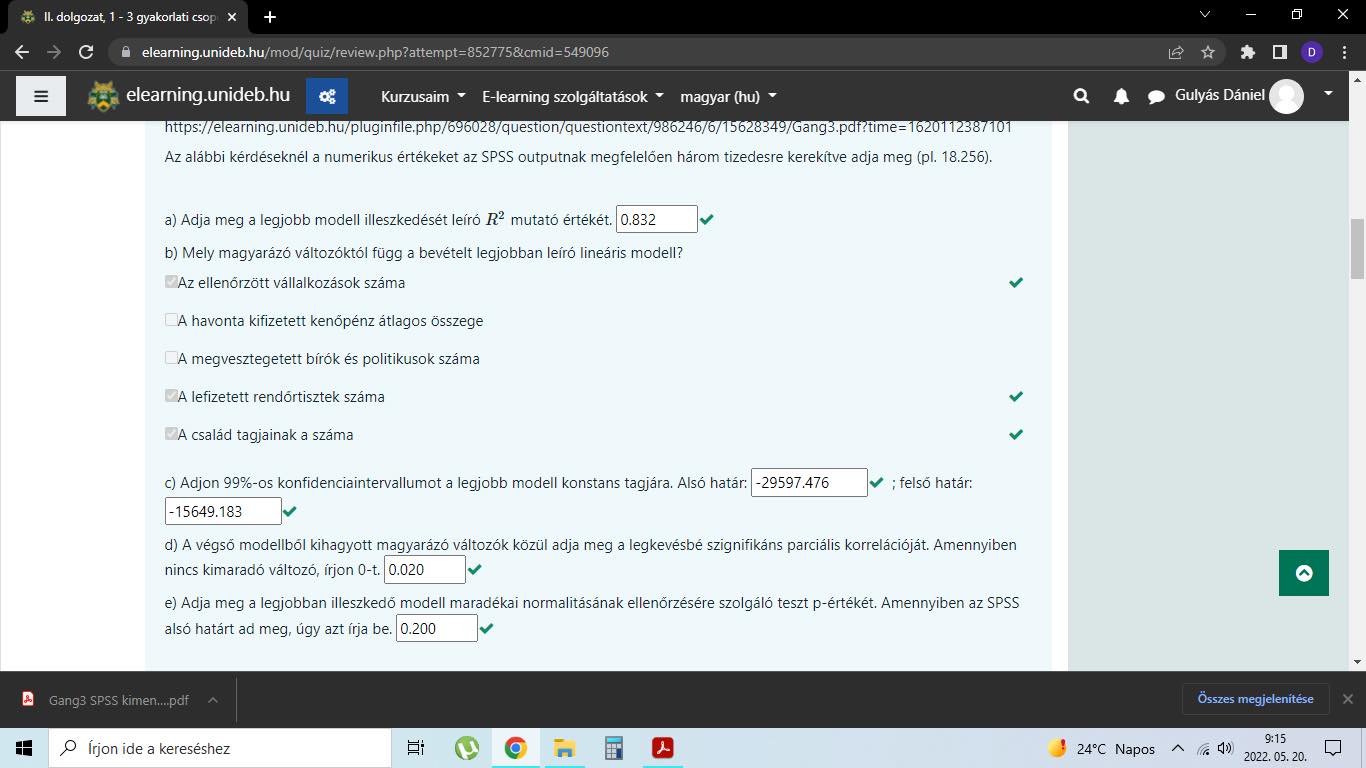 II. dolgozat, 1 - 3 gyakorlati csop
elearning.unideb.hu/mod/quiz/review.php?attempt=852775&cmid=549096
D
elearning.unideb.hu
Kurzusaim
E-learning szolgáltatások
magyar (hu)
Gulyás Dániel
https://elearning.unideb.hu/pluginfile.php/696028/question/questiontext/986246/6/15628349/Gang3.pdf?time=1620112387101
Az alábbi kérdéseknél a numerikus értékeket az SPSS outputnak megfelelően három tizedesre kerekítve adja meg (pl. 18.256).
a) Adja meg a legjobb modell illeszkedését leíró R² mutató értékét. 0.832
b) Mely magyarázó változóktól függ a bevételt legjobban leíró lineáris modell?
Az ellenőrzött vállalkozások száma
A havonta kifizetett kenőpénz átlagos összege
A megvesztegetett bírók és politikusok száma
A lefizetett rendőrtisztek száma
A család tagjainak a száma
c) Adjon 99%-os konfidenciaintervallumot a legjobb modell konstans tagjára. Alsó határ: -29597.476 ; felső határ:
-15649.183
d) A végső modellből kihagyott magyarázó változók közül adja meg a legkevésbé szignifikáns parciális korrelációját. Amennyiben
nincs kimaradó változó, írjon 0-t. 0.020
e) Adja meg a legjobban illeszkedő modell maradékai normalitásának ellenőrzésére szolgáló teszt p-értékét. Amennyiben az SPSS
alsó határt ad meg, úgy azt írja be. 0.200
Gang3 SPSS kimen....pdf
Összes megjelenítése
Írjon ide a kereséshez
24°C Napos
9:15
2022. 05. 20.